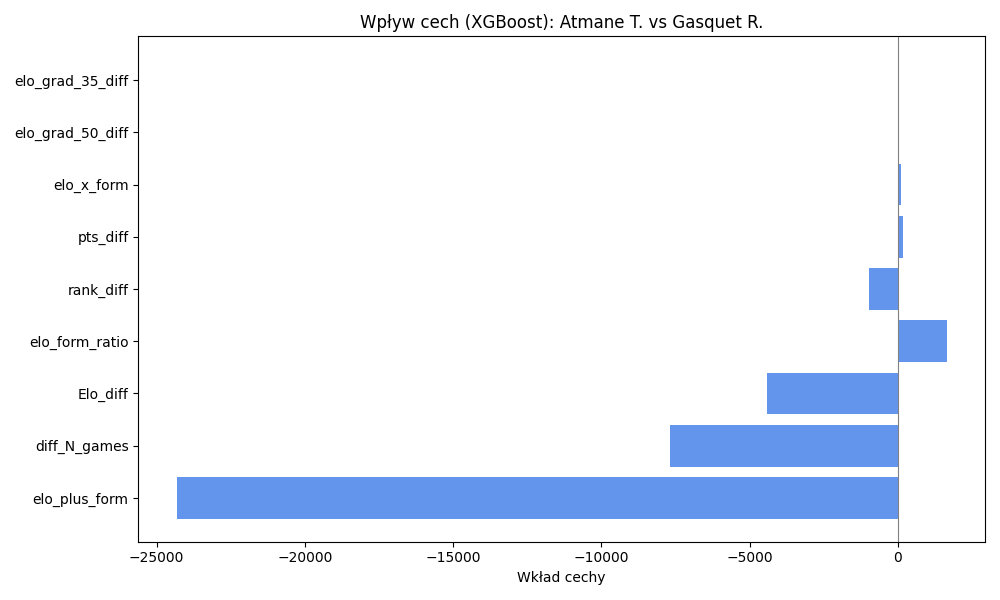 Wpływ cech (XGBoost): Atmane T. vs Gasquet R.
elo_grad_35_diff
elo_grad_50_diff
elo_x_form
pts_diff
rank_diff
elo_form_ratio
Elo_diff
diff_N_games
elo_plus_form
−25000 −20000 −15000 −10000 −5000 0
Wkład cechy